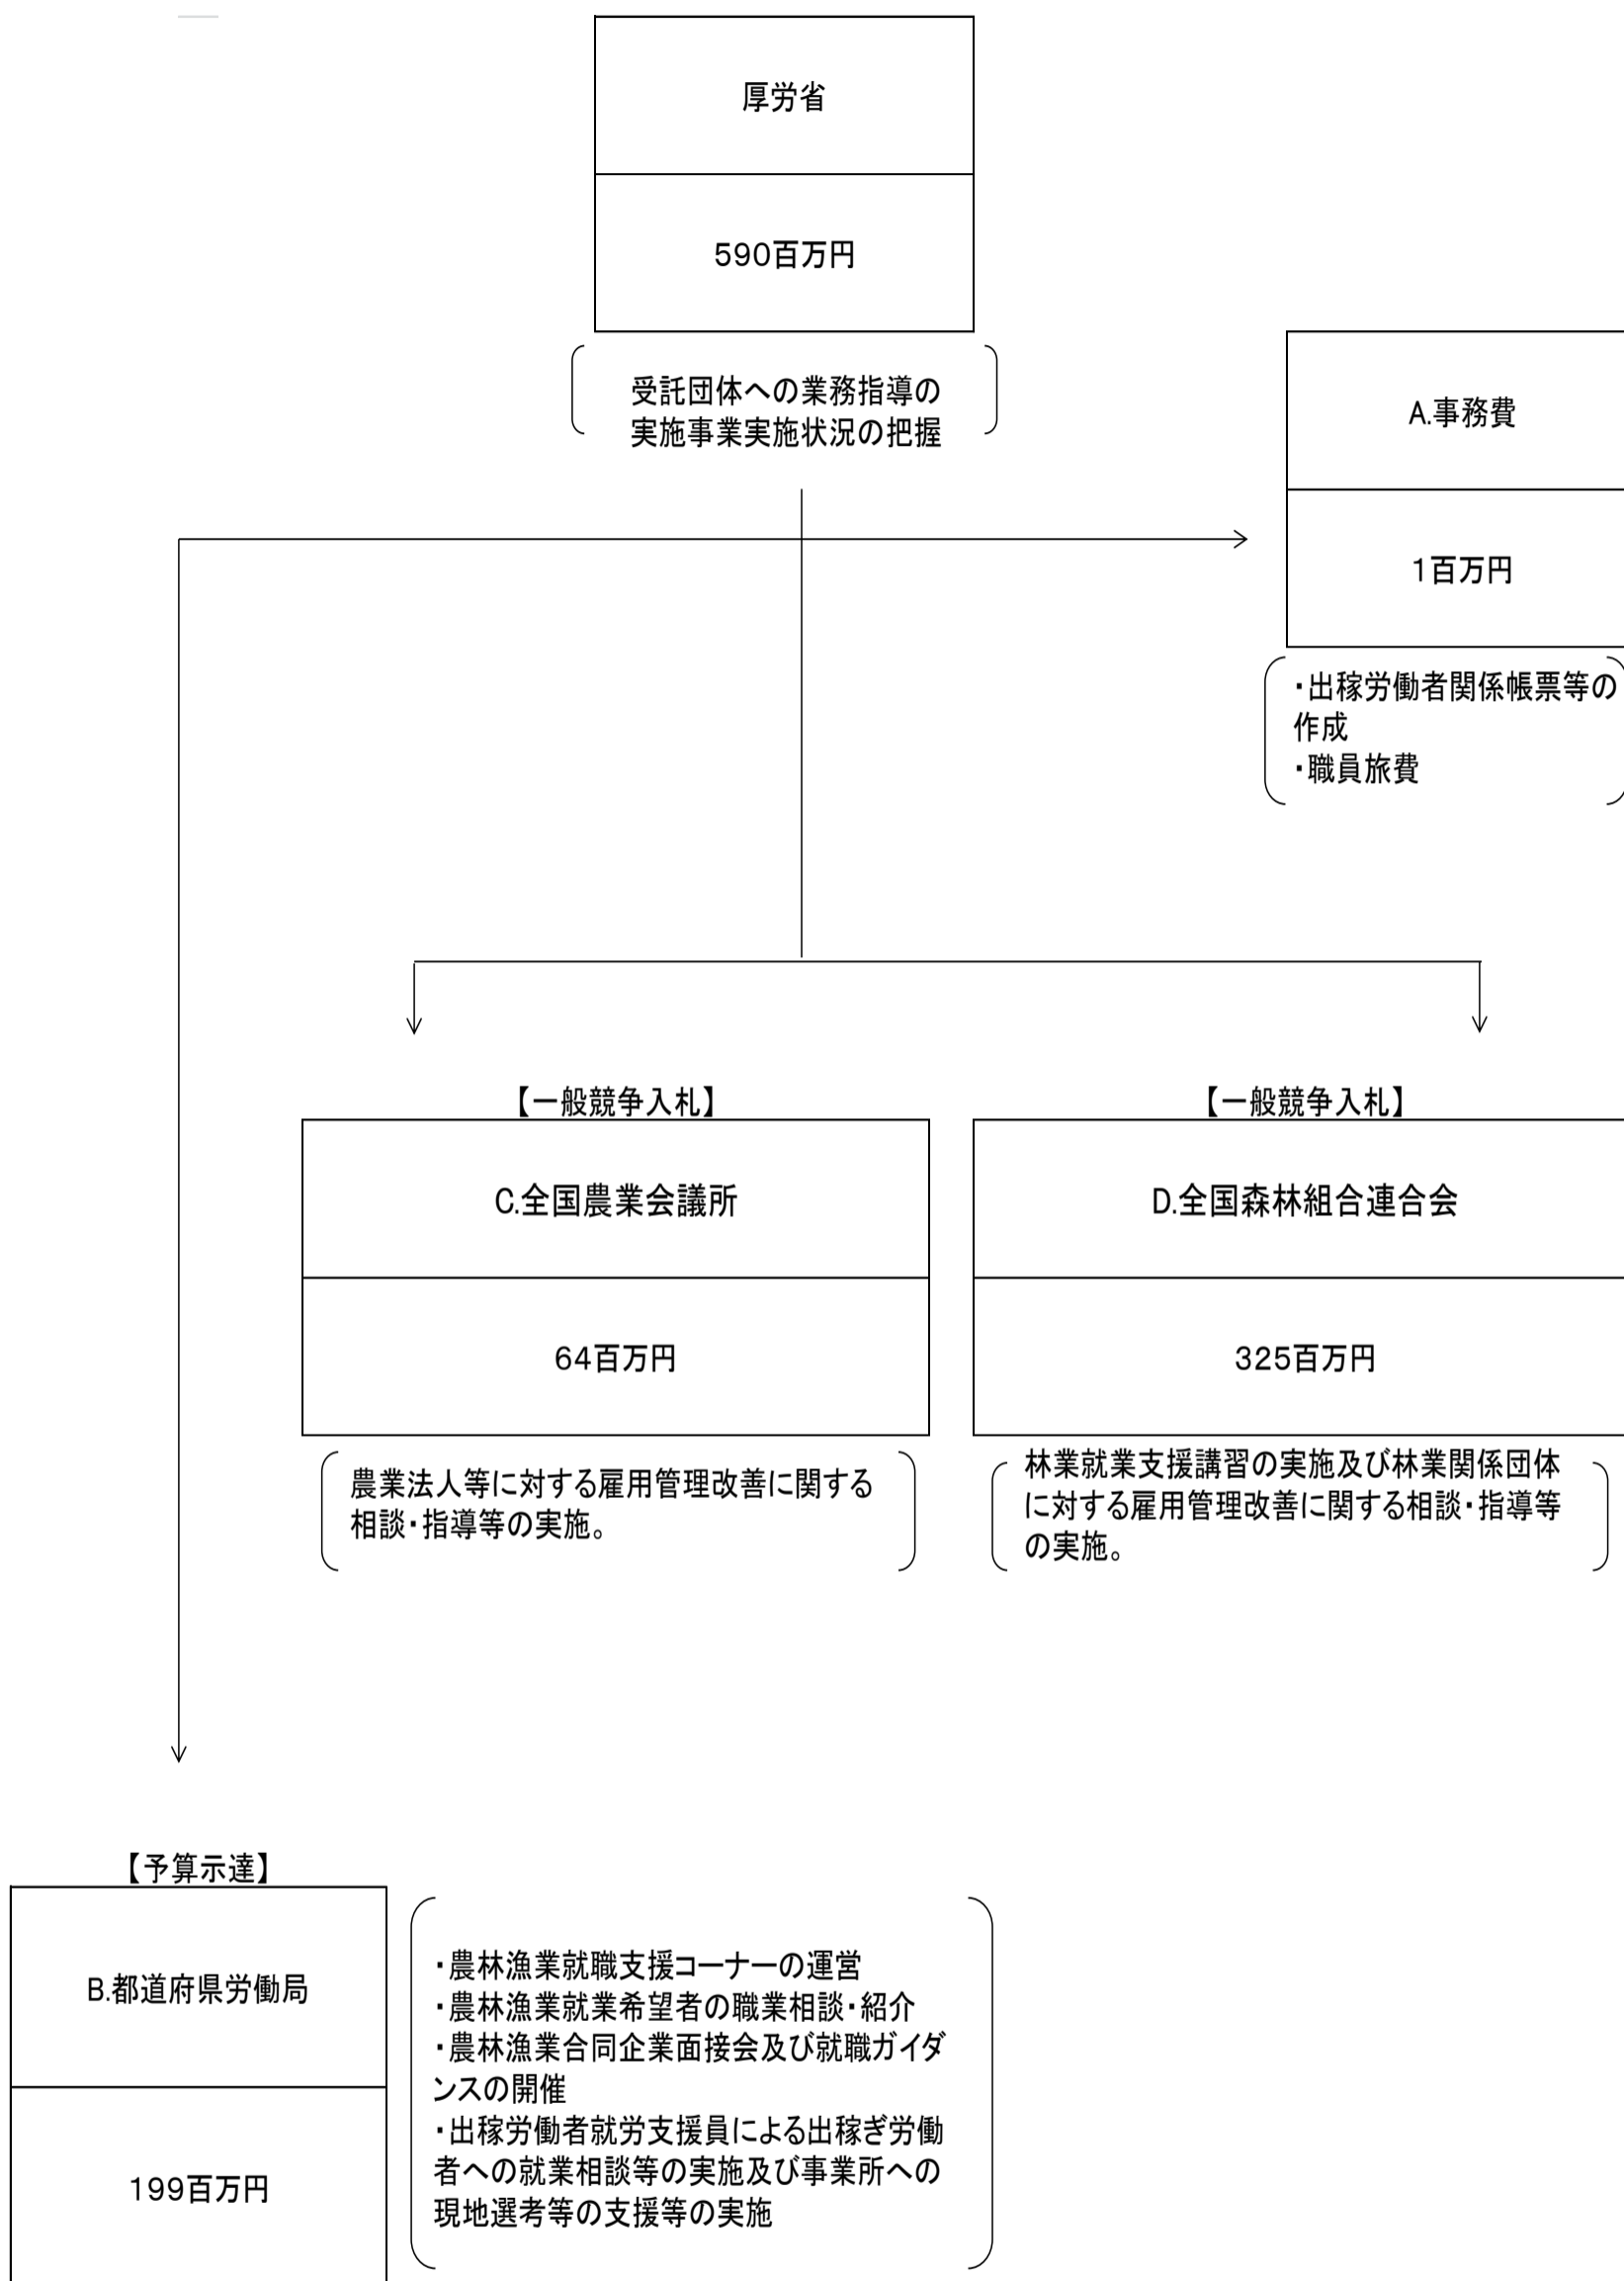 厚労省
590百万円
受託団体への業務指導の
実施事業実施状況の把握
A.事務費
1百万円
・出稼労働者関係帳票等の
作成
・職員旅費
【一般競争入札】
C.全国農業会議所
64百万円
農業法人等に対する雇用管理改善に関する
相談・指導等の実施。
【一般競争入札】
D.全国森林組合連合会
325百万円
林業就業支援講習の実施及び林業関係団体
に対する雇用管理改善に関する相談・指導等
の実施。
【予算示達】
B.都道府県労働局
199百万円
・農林漁業就職支援コーナーの運営
・農林漁業就業希望者の職業相談・紹介
・農林漁業合同企業面接会及び就職ガイダ
ンスの開催
・出稼労働者就労支援員による出稼ぎ労働
者への就業相談等の実施及び事業所への
現地選考等の支援等の実施